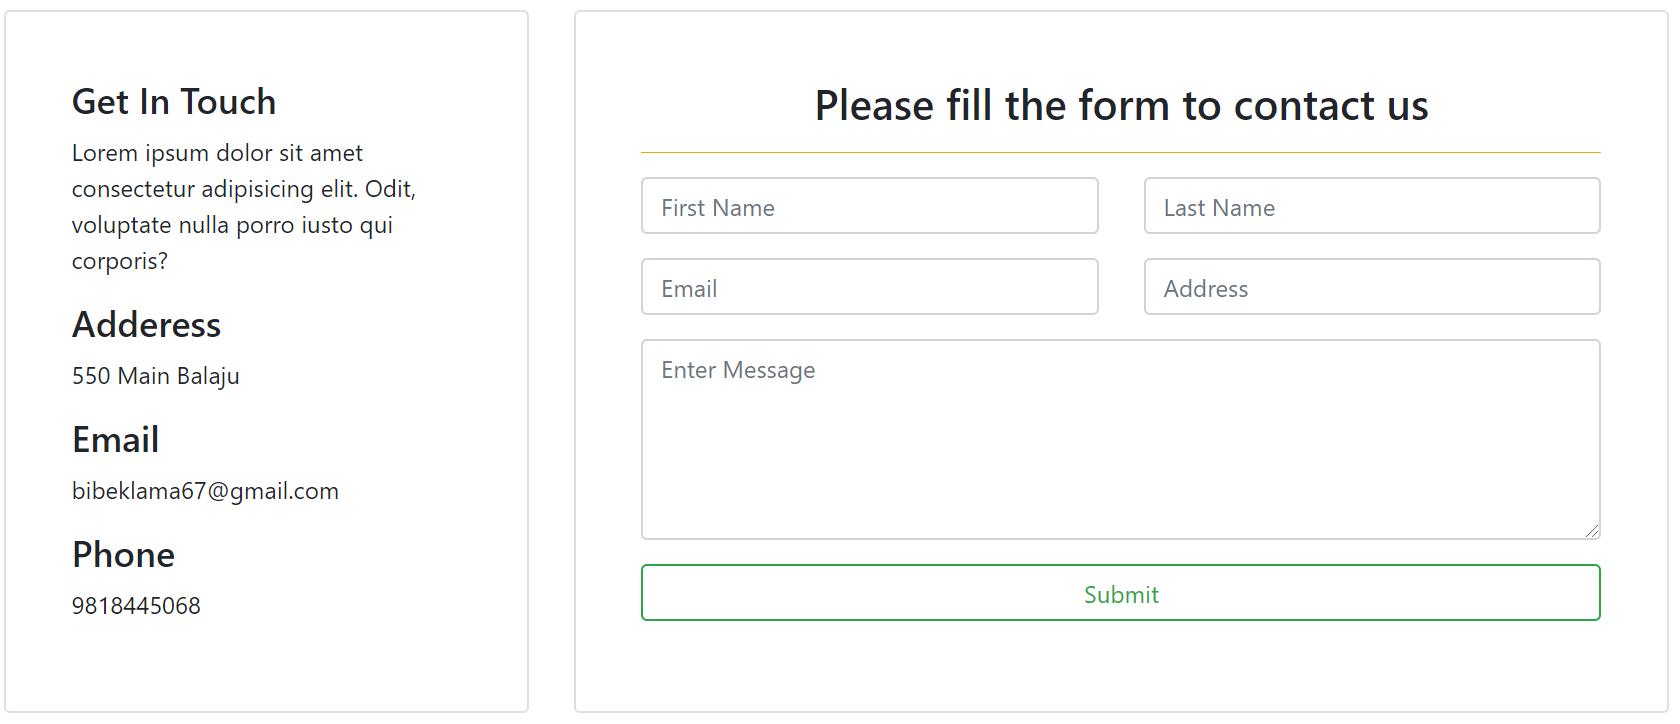 Get In Touch
Lorem ipsum dolor sit amet
consectetur adipisicing elit. Odit,
voluptate nulla porro iusto qui
corporis?
Adderess
550 Main Balaju
Email
bibeklama67@gmail.com
Phone
9818445068
Please fill the form to contact us
First Name
Last Name
Email
Address
Enter Message
Submit